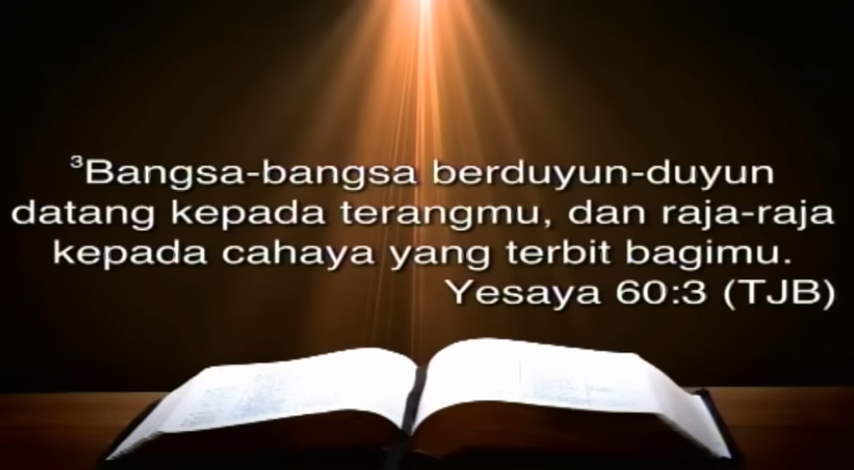 ³Bangsa-bangsa berduyun-duyun
datang kepada terangmu, dan raja-raja
kepada cahaya yang terbit bagimu.
Yesaya 60:3 (TJB)